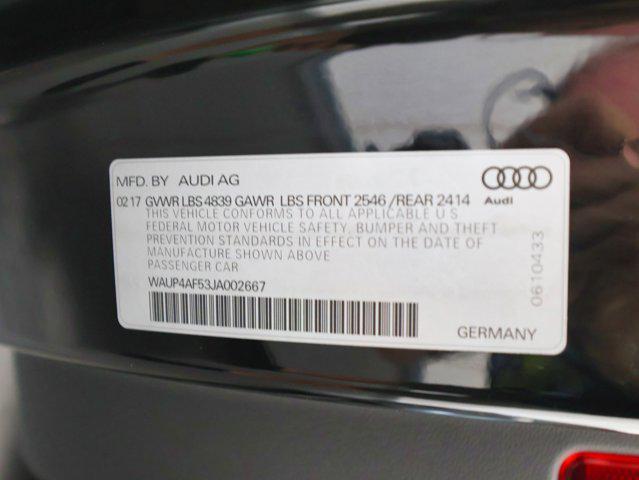 MFD. BY AUDI AG
0217 GVWR LBS 4839 GAWR LBS FRONT 2546 /REAR 2414
Audi
THIS VEHICLE CONFORMS TO ALL APPLICABLE U S
FEDERAL MOTOR VEHICLE SAFETY, BUMPER AND THEFT
PREVENTION STANDARDS IN EFFECT ON THE DATE OF
MANUFACTURE SHOWN ABOVE
PASSENGER CAR
WAUP4AF53JA002667
GERMANY
0610433